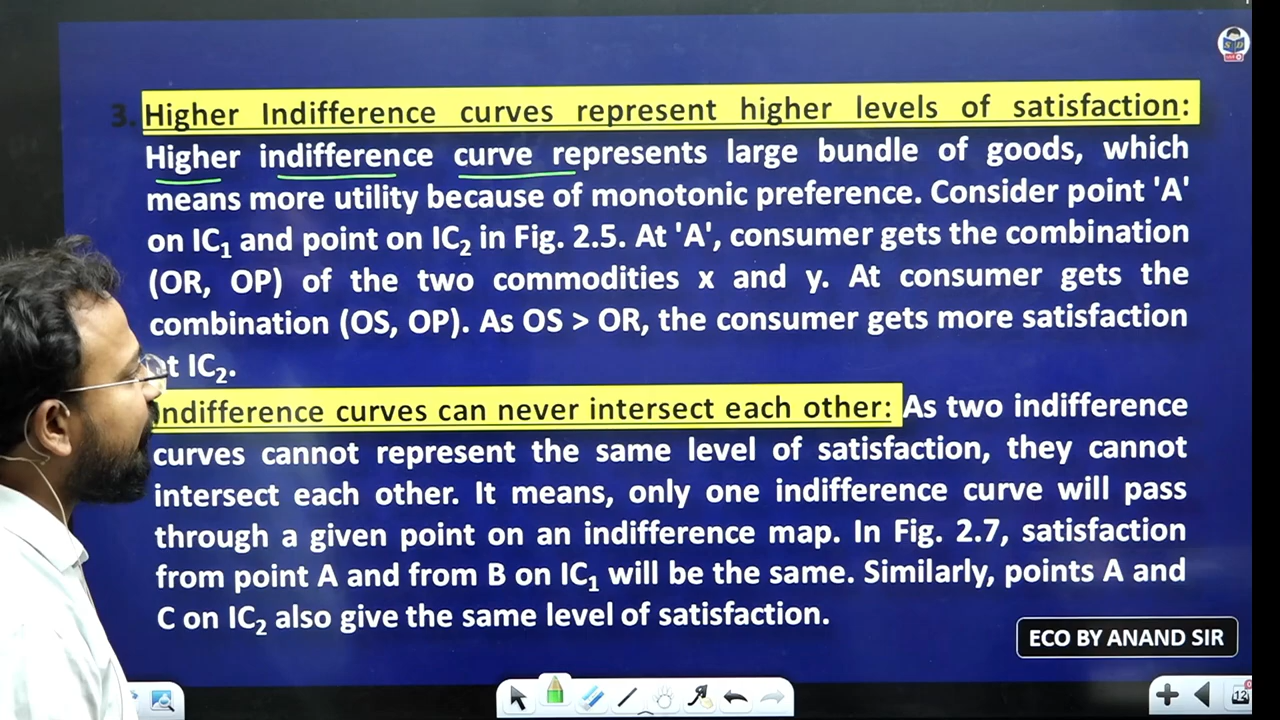 3. Higher Indifference curves represent higher levels of satisfaction:
Higher indifference curve represents large bundle of goods, which
means more utility because of monotonic preference. Consider point 'A'
on IC₁ and point on IC₂ in Fig. 2.5. At 'A', consumer gets the combination
(OR, OP) of the two commodities x and y. At consumer gets the
combination (OS, OP). As OS > OR, the consumer gets more satisfaction
at IC₂.
Indifference curves can never intersect each other: As two indifference
curves cannot represent the same level of satisfaction, they cannot
intersect each other. It means, only one indifference curve will pass
through a given point on an indifference map. In Fig. 2.7, satisfaction
from point A and from B on IC₁ will be the same. Similarly, points A and
C on IC₂ also give the same level of satisfaction.
ECO BY ANAND SIR